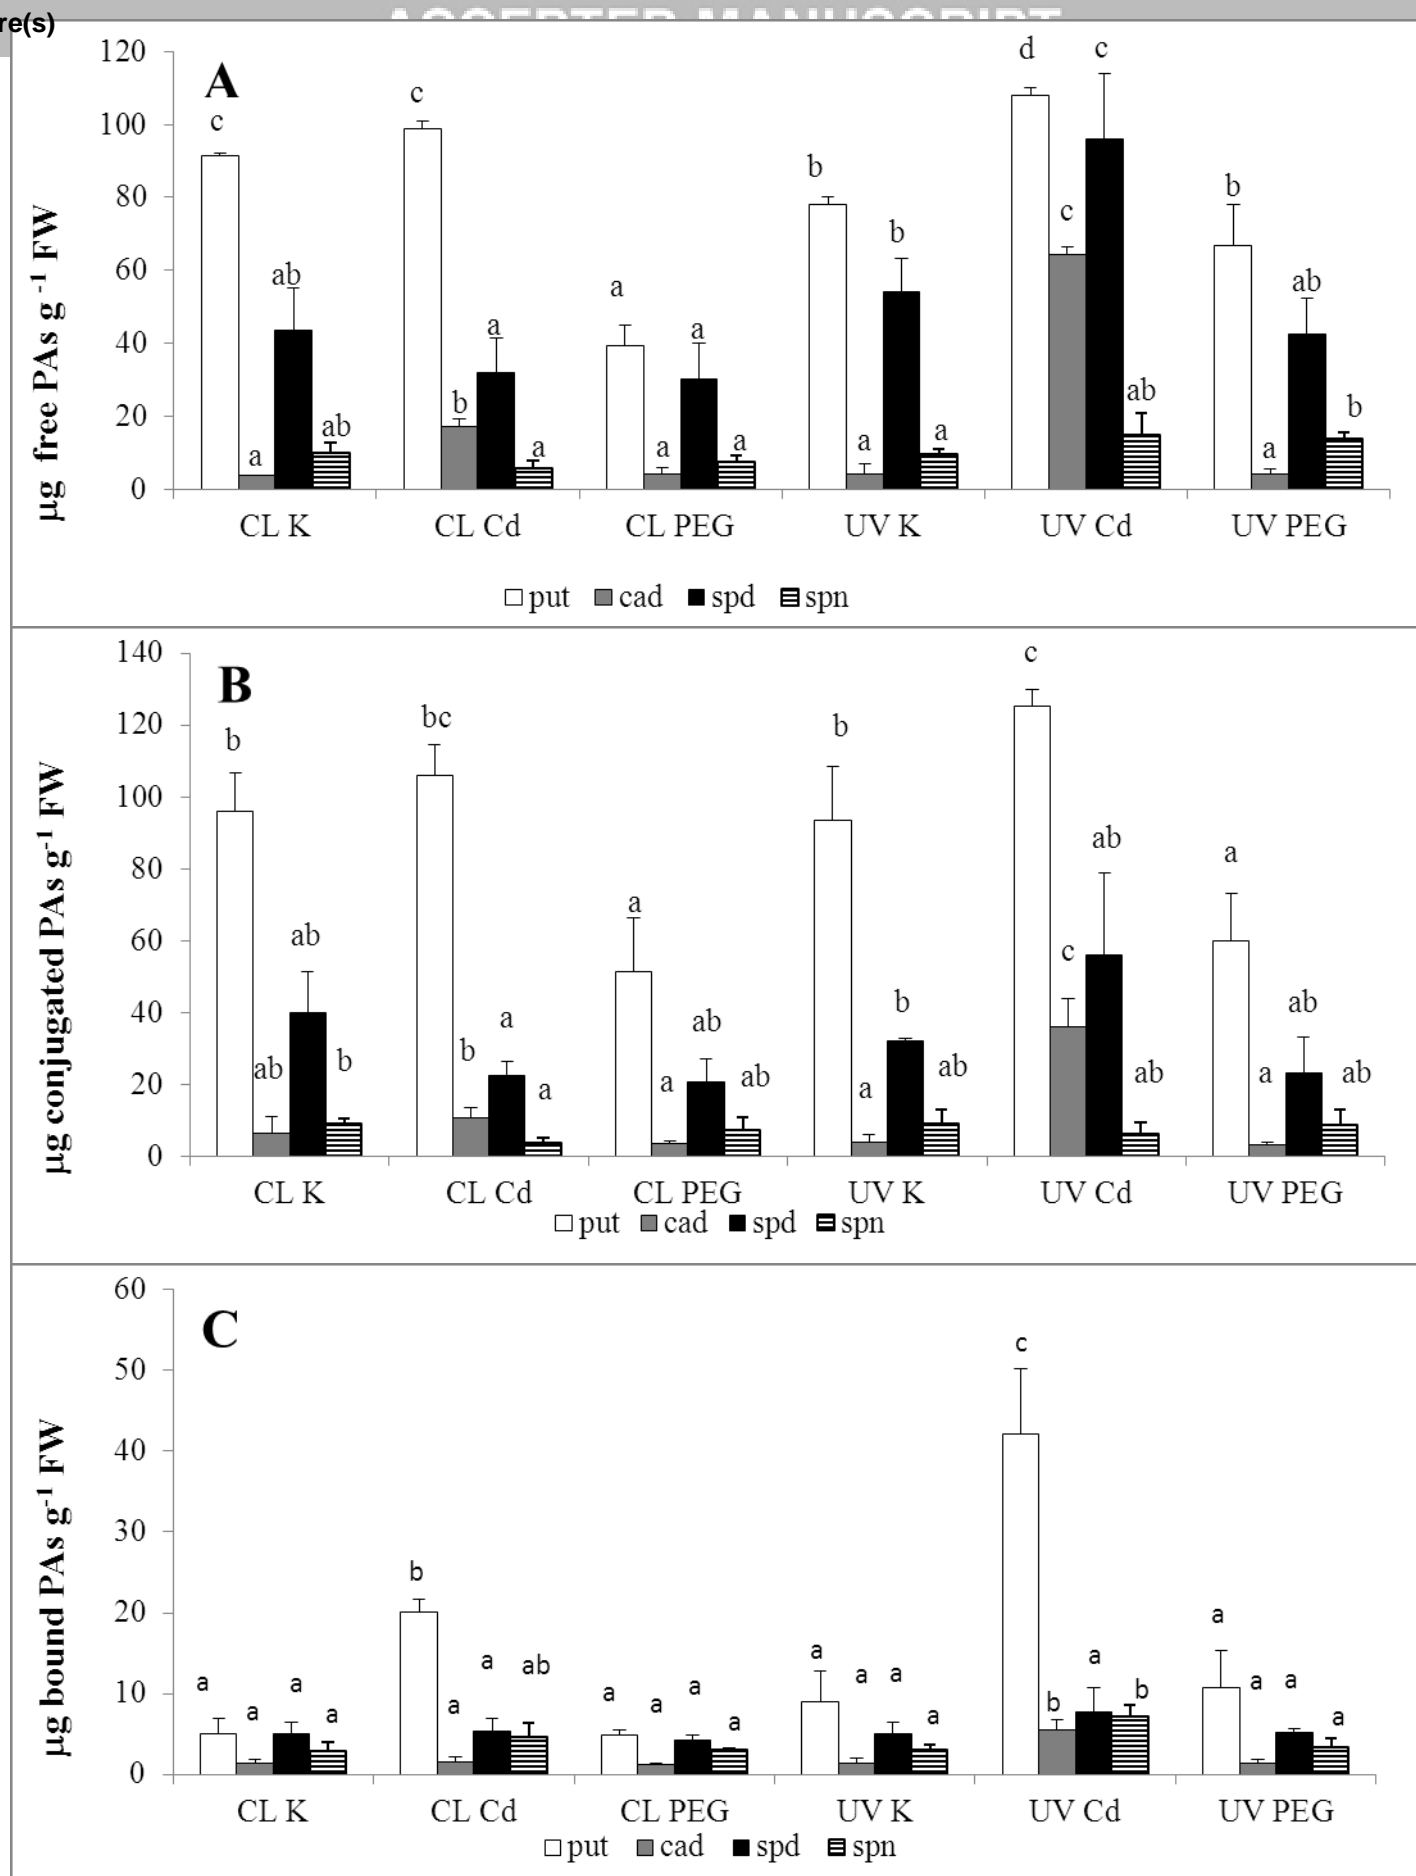 ACCEPTED MANUSCRIPT
re(s)
A
µg free PAs g -1 FW
120
100
80
60
40
20
0
c a ab ab
c b a a
a a a a
b a b a
d c c ab
b a ab b
CL K CL Cd CL PEG UV K UV Cd UV PEG
put cad spd spn
B
µg conjugated PAs g-1 FW
140
120
100
80
60
40
20
0
b ab ab b
bc b a a
a a ab ab
b a b ab
c c ab ab
a a ab ab
CL K CL Cd CL PEG UV K UV Cd UV PEG
put cad spd spn
C
µg bound PAs g-1 FW
60
50
40
30
20
10
0
a a a a
b a a ab
a a a a
a a a a
c b a b
a a a a
CL K CL Cd CL PEG UV K UV Cd UV PEG
put cad spd spn